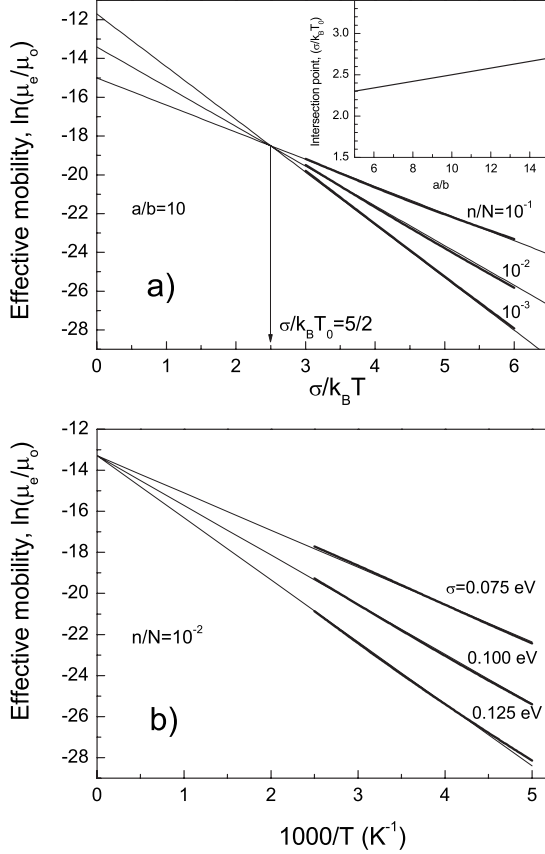 -12
-14
-16
-18
-20
-22
-24
-26
-28
Effective mobility, ln(μe/μo)
3.0
2.5
2.0
1.5
Intersection point, (σ/kBT0)
6 8 10 12 14
a/b
a/b=10
n/N=10-1
10-2
10-3
a)
σ/kBT0=5/2
0 1 2 3 4 5 6
σ/kBT
-12
-14
-16
-18
-20
-22
-24
-26
-28
Effective mobility, ln(μe/μo)
σ=0.075 eV
n/N=10-2
0.100 eV
0.125 eV
b)
0 1 2 3 4 5
1000/T (K-1)